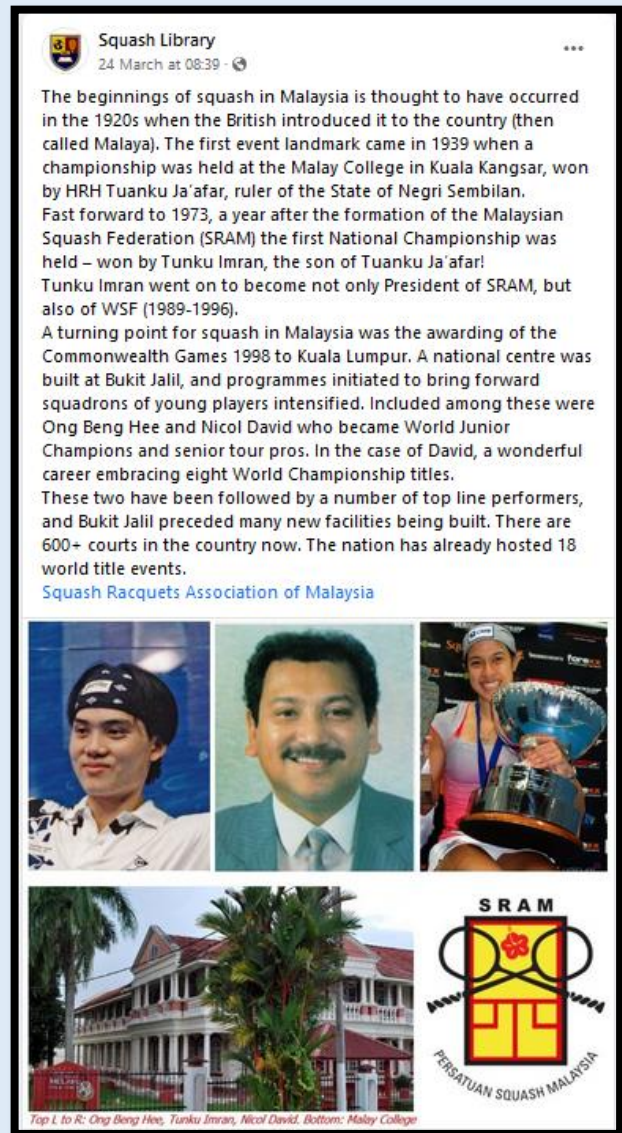 Squash Library
24 March at 08:39 ·
The beginnings of squash in Malaysia is thought to have occurred
in the 1920s when the British introduced it to the country (then
called Malaya). The first event landmark came in 1939 when a
championship was held at the Malay College in Kuala Kangsar, won
by HRH Tuanku Ja'afar, ruler of the State of Negri Sembilan.
Fast forward to 1973, a year after the formation of the Malaysian
Squash Federation (SRAM) the first National Championship was
held – won by Tunku Imran, the son of Tuanku Ja'afar!
Tunku Imran went on to become not only President of SRAM, but
also of WSF (1989-1996).
A turning point for squash in Malaysia was the awarding of the
Commonwealth Games 1998 to Kuala Lumpur. A national centre was
built at Bukit Jalil, and programmes initiated to bring forward
squadrons of young players intensified. Included among these were
Ong Beng Hee and Nicol David who became World Junior
Champions and senior tour pros. In the case of David, a wonderful
career embracing eight World Championship titles.
These two have been followed by a number of top line performers,
and Bukit Jalil preceded many new facilities being built. There are
600+ courts in the country now. The nation has already hosted 18
world title events.
Squash Racquets Association of Malaysia
SRAM
PERSATUAN SQUASH MALAYSIA
Top L to R: Ong Beng Hee, Tunku Imran, Nicol David. Bottom: Malay College